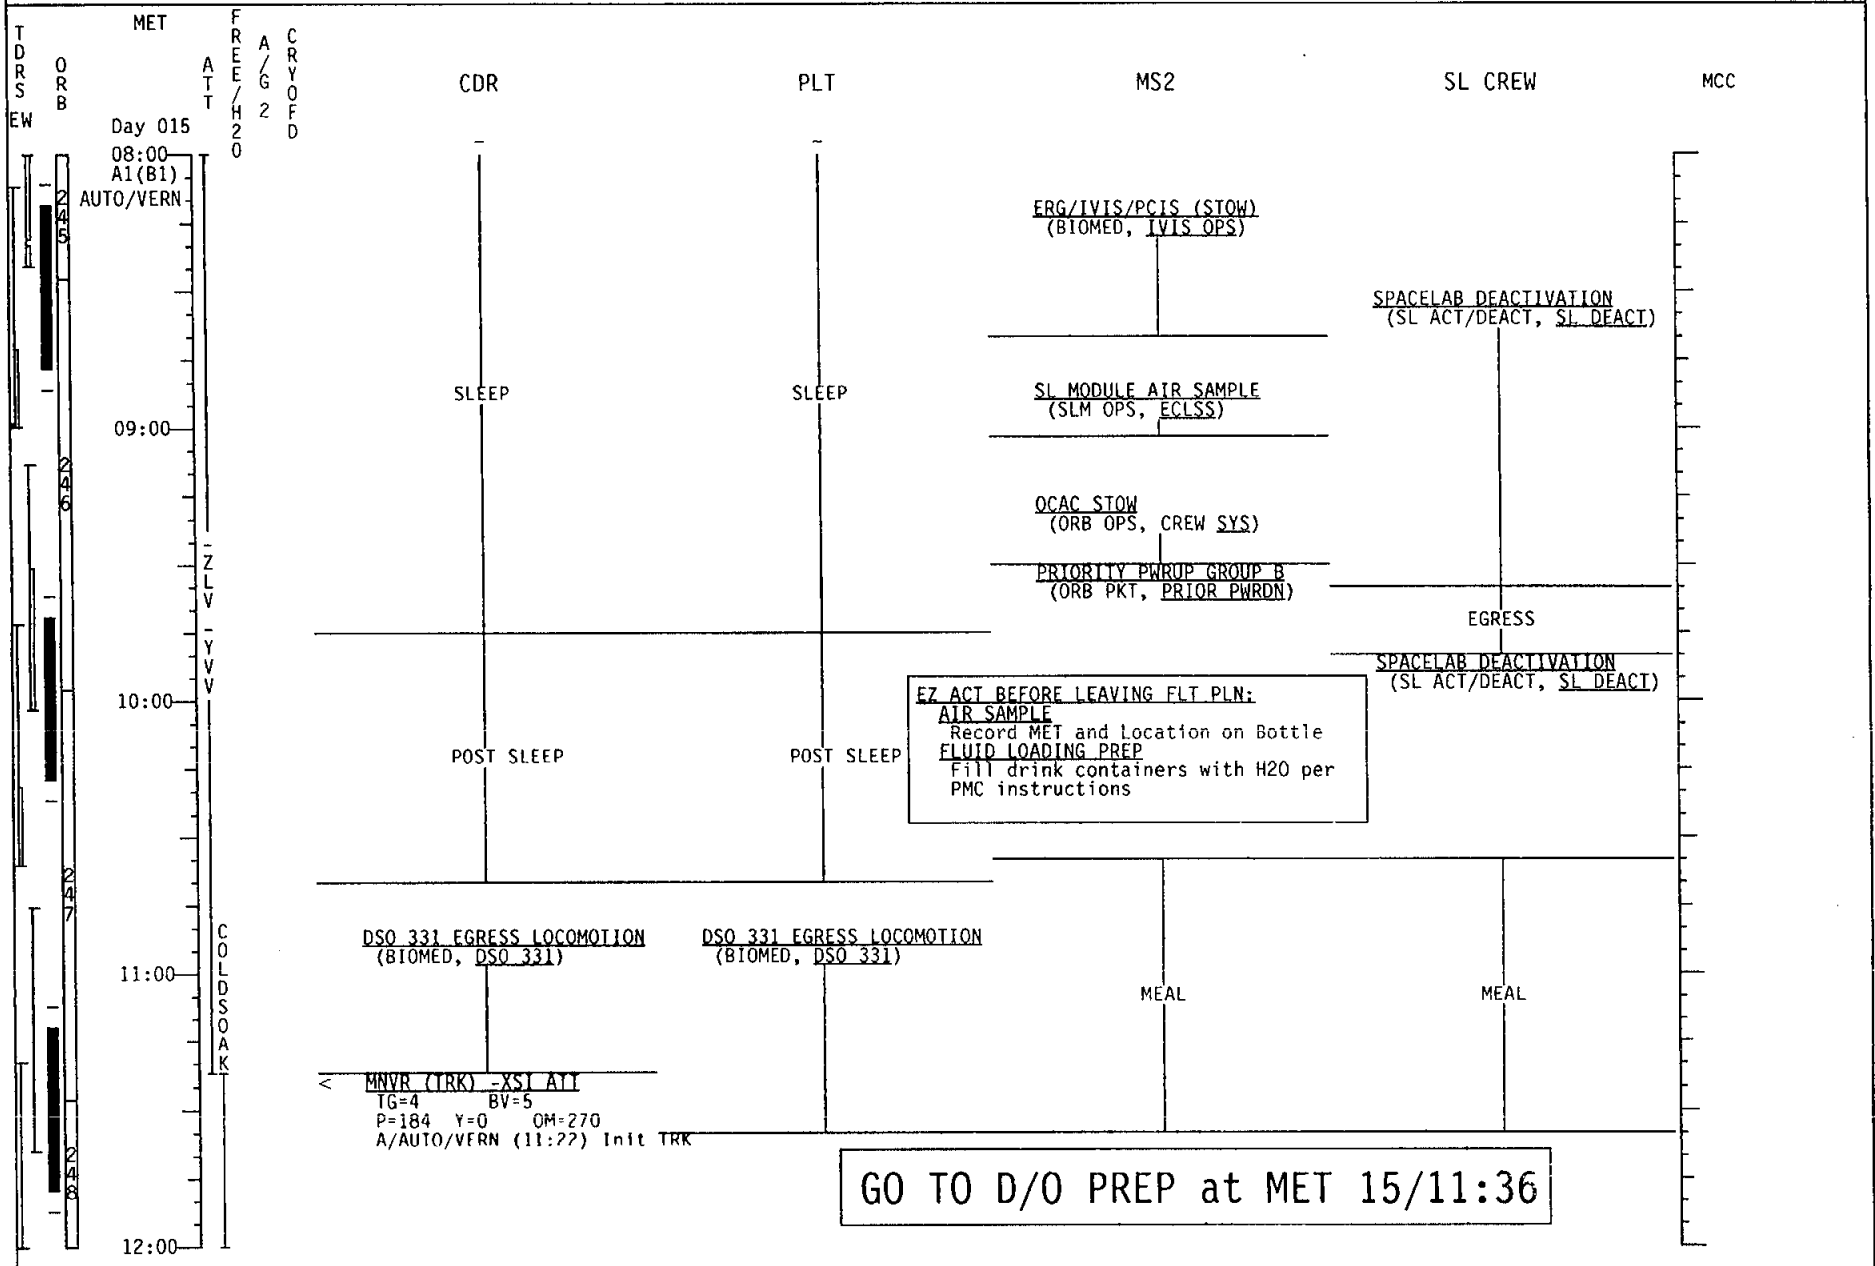 MET
TDRS
EW
ORB
ATT
FREE/H2O
A/G 2
CRYOFD
CDR
PLT
MS2
SL CREW
MCC
Day 015
08:00
A1(B1)
AUTO/VERN
245
ERG/IVIS/PCIS (STOW)
(BIOMED, IVIS OPS)
SPACELAB DEACTIVATION
(SL ACT/DEACT, SL DEACT)
SLEEP
SLEEP
SL MODULE AIR SAMPLE
(SLM OPS, ECLSS)
09:00
246
OCAC STOW
(ORB OPS, CREW SYS)
-ZLV -YVV
PRIORITY PWRUP GROUP B
(ORB PKT, PRIOR PWRDN)
EGRESS
SPACELAB DEACTIVATION
(SL ACT/DEACT, SL DEACT)
10:00
EZ ACT BEFORE LEAVING FLT PLN:
AIR SAMPLE
Record MET and Location on Bottle
FLUID LOADING PREP
Fill drink containers with H2O per
PMC instructions
POST SLEEP
POST SLEEP
247
COLDSOAK
DSO 331 EGRESS LOCOMOTION
(BIOMED, DSO 331)
DSO 331 EGRESS LOCOMOTION
(BIOMED, DSO 331)
11:00
MEAL
MEAL
< MNVR (TRK) -XSI ATT
TG=4 BV=5
P=184 Y=0 OM=270
A/AUTO/VERN (11:22) Init TRK
248
GO TO D/O PREP at MET 15/11:36
12:00